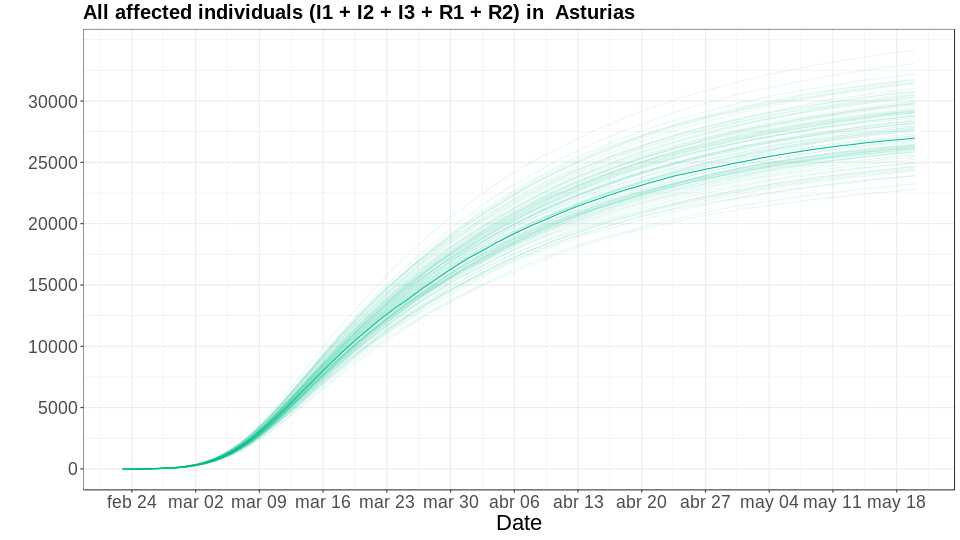 All affected individuals (I1 + I2 + I3 + R1 + R2) in  Asturias
30000
25000
20000
15000
10000
5000
0
feb 24 mar 02 mar 09 mar 16 mar 23 mar 30 abr 06 abr 13 abr 20 abr 27 may 04 may 11 may 18
Date